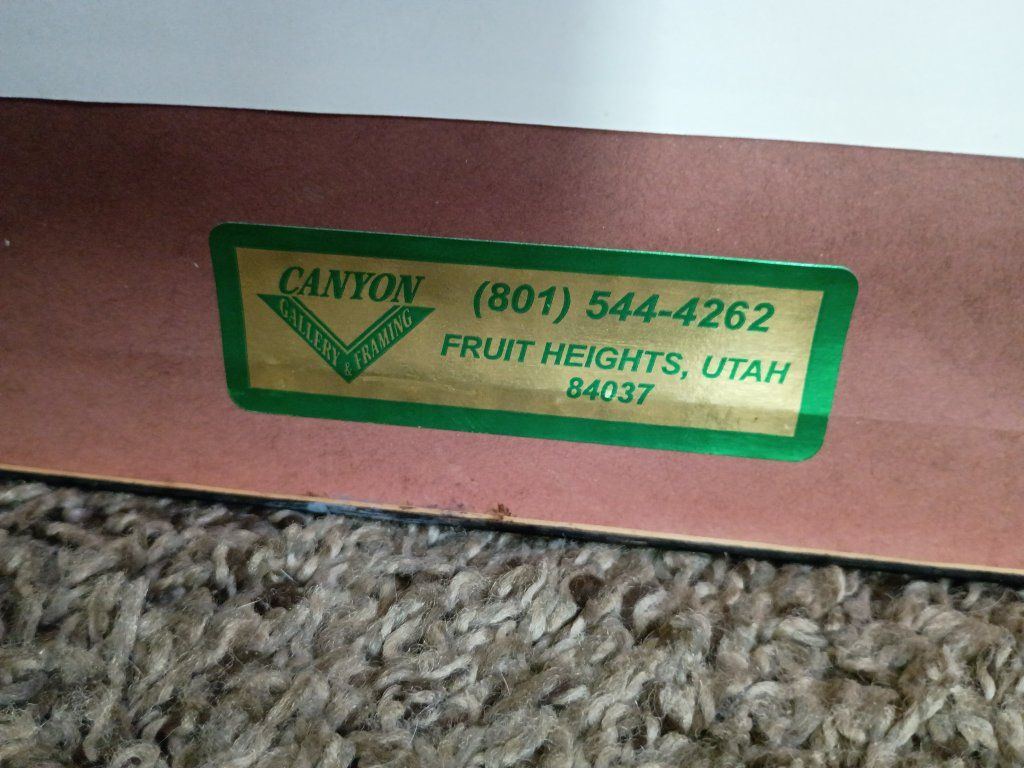 CANYON
GALLERY & FRAMING
(801) 544-4262
FRUIT HEIGHTS, UTAH
84037